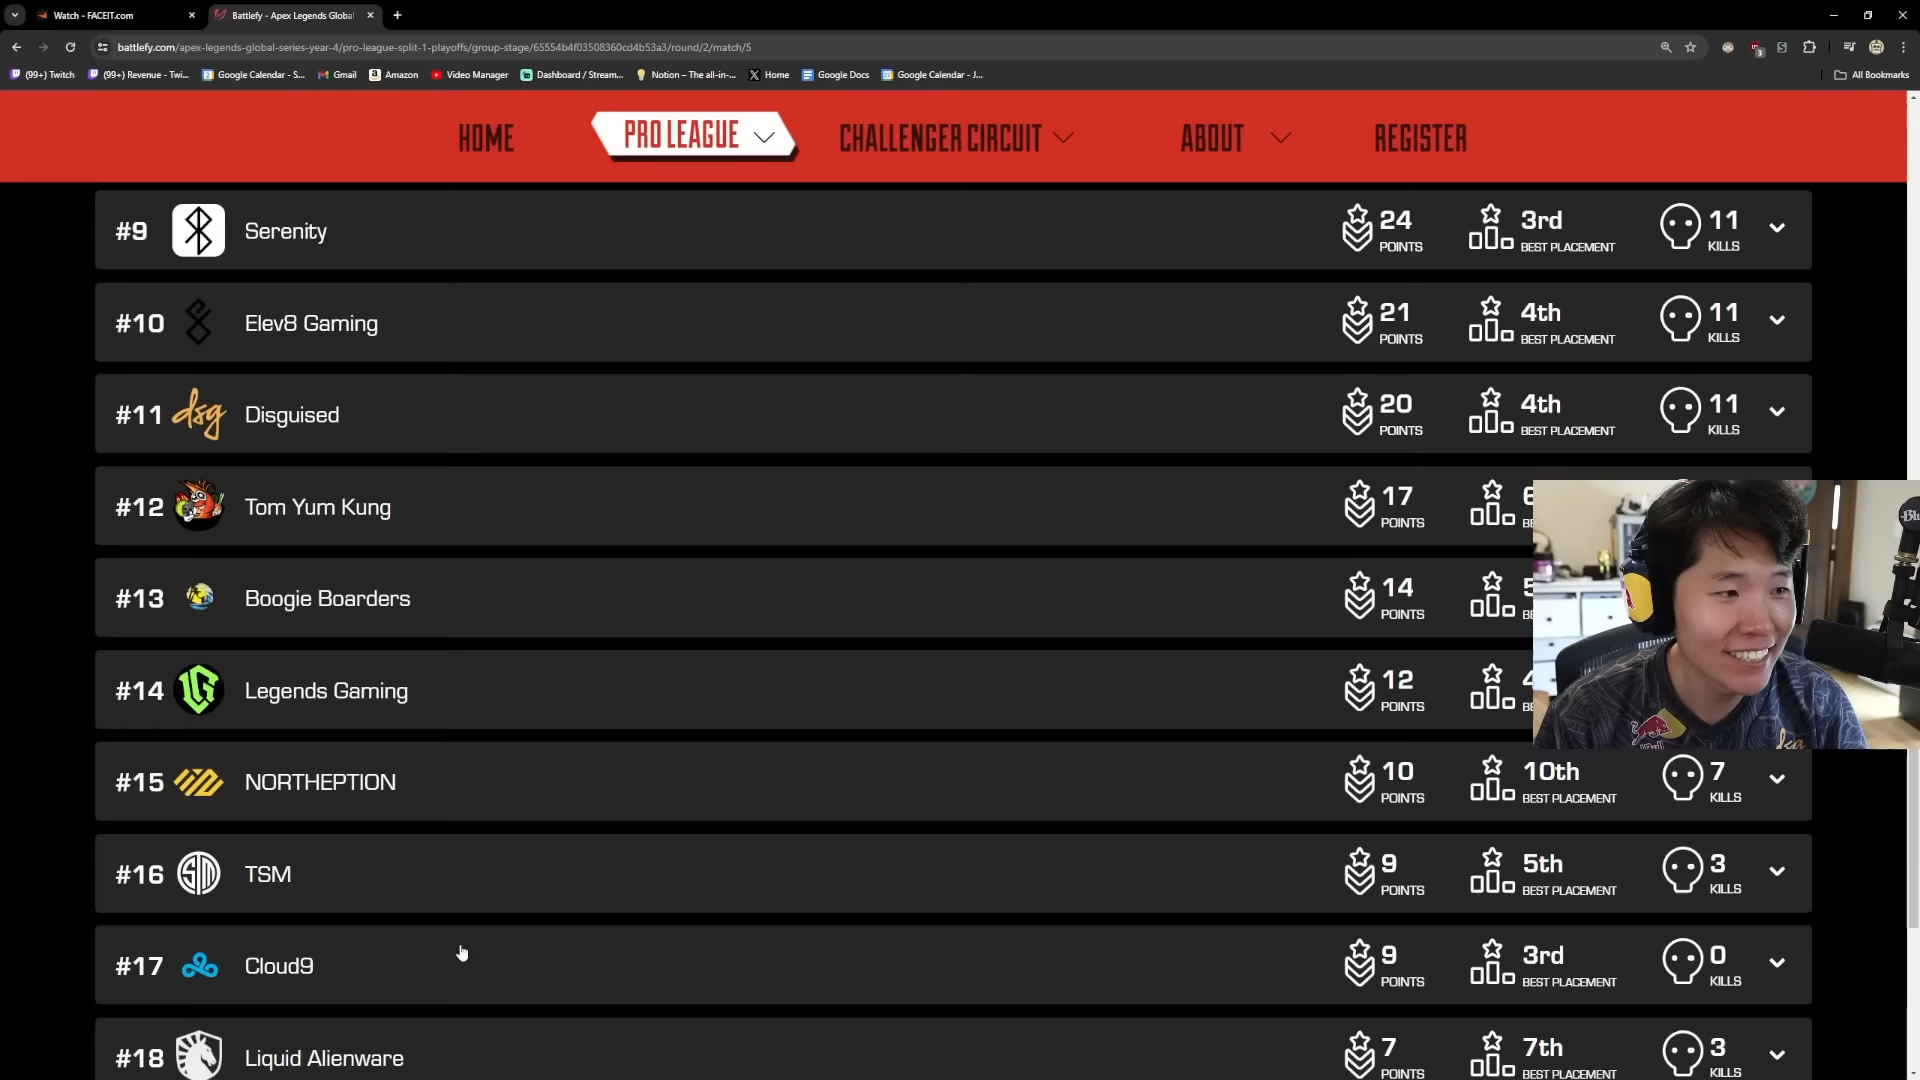 Watch - FACEIT.com
Battlefy - Apex Legends Global
battlefy.com/apex-legends-global-series-year-4/pro-league-split-1-playoffs/group-stage/65554b4f03508360cd4b53a3/round/2/match/5
(99+) Twitch
(99+) Revenue - Twi...
Google Calendar - S...
Gmail
Amazon
Video Manager
Dashboard / Stream...
Notion – The all-in-...
Home
Google Docs
Google Calendar - J...
All Bookmarks
HOME
PRO LEAGUE
CHALLENGER CIRCUIT
ABOUT
REGISTER
#9 Serenity 24 POINTS 3rd BEST PLACEMENT 11 KILLS
#10 Elev8 Gaming 21 POINTS 4th BEST PLACEMENT 11 KILLS
#11 dsg Disguised 20 POINTS 4th BEST PLACEMENT 11 KILLS
#12 Tom Yum Kung 17 POINTS
#13 Boogie Boarders 14 POINTS
#14 LG Legends Gaming 12 POINTS
#15 NORTHEPTION 10 POINTS 10th BEST PLACEMENT 7 KILLS
#16 TSM TSM 9 POINTS 5th BEST PLACEMENT 3 KILLS
#17 Cloud9 9 POINTS 3rd BEST PLACEMENT 0 KILLS
#18 Liquid Alienware 7 POINTS 7th BEST PLACEMENT 3 KILLS